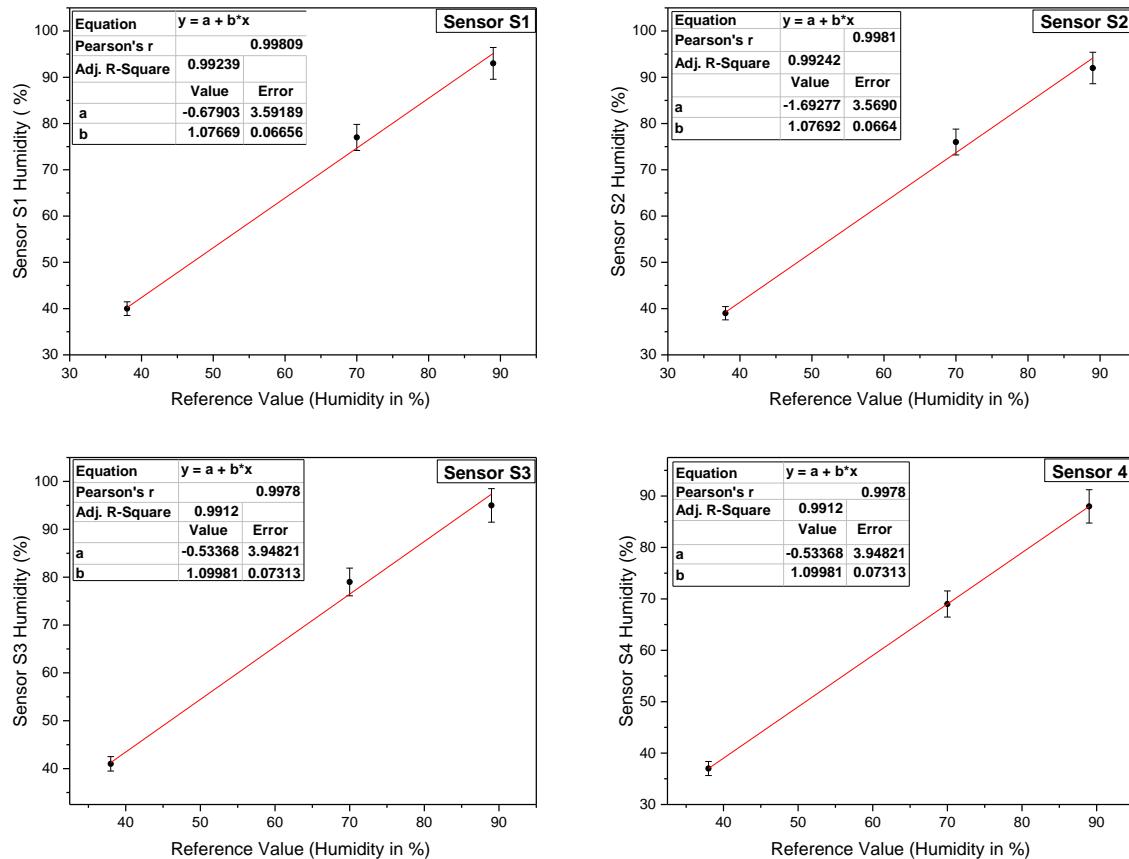 Sensor S1
Equation y = a + b*x
Pearson's r 0.99809
Adj. R-Square 0.99239
Value Error
a -0.67903 3.59189
b 1.07669 0.06656
100
90
80
70
60
50
40
30
Sensor S1 Humidity (%)
30 40 50 60 70 80 90
Reference Value (Humidity in %)
Sensor S2
Equation y = a + b*x
Pearson's r 0.9981
Adj. R-Square 0.99242
Value Error
a -1.69277 3.5690
b 1.07692 0.0664
100
90
80
70
60
50
40
30
Sensor S2 Humidity (%)
30 40 50 60 70 80 90
Reference Value (Humidity in %)
Sensor S3
Equation y = a + b*x
Pearson's r 0.9978
Adj. R-Square 0.9912
Value Error
a -0.53368 3.94821
b 1.09981 0.07313
100
90
80
70
60
50
40
Sensor S3 Humidity (%)
40 50 60 70 80 90
Reference Value (Humidity in %)
Sensor 4
Equation y = a + b*x
Pearson's r 0.9978
Adj. R-Square 0.9912
Value Error
a -0.53368 3.94821
b 1.09981 0.07313
90
80
70
60
50
40
30
Sensor S4 Humidity (%)
40 50 60 70 80 90
Reference Value (Humidity in %)